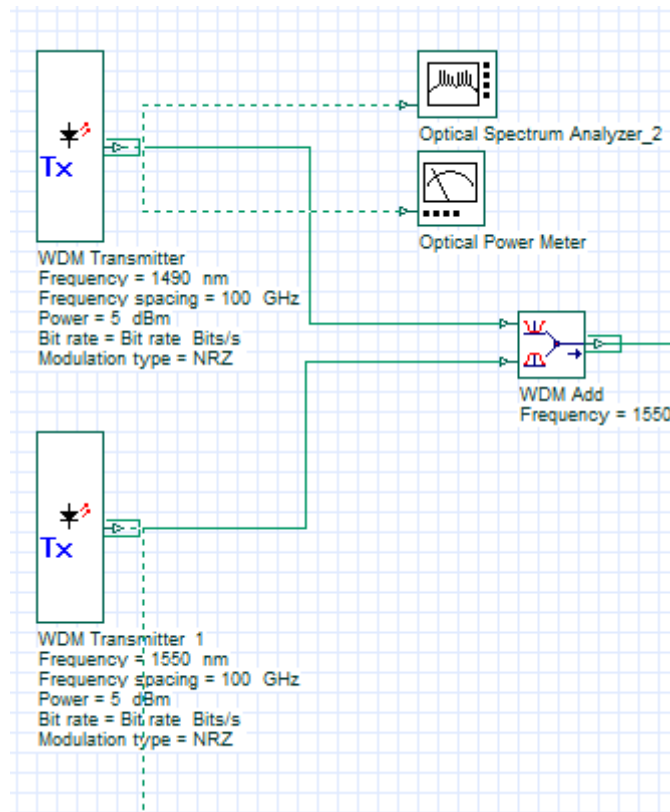 Optical Spectrum Analyzer_2
Tx
Optical Power Meter
WDM Transmitter
Frequency = 1490 nm
Frequency spacing = 100 GHz
Power = 5 dBm
Bit rate = Bit rate Bits/s
Modulation type = NRZ
WDM Add
Frequency = 1550
Tx
WDM Transmitter 1
Frequency = 1550 nm
Frequency spacing = 100 GHz
Power = 5 dBm
Bit rate = Bit rate Bits/s
Modulation type = NRZ